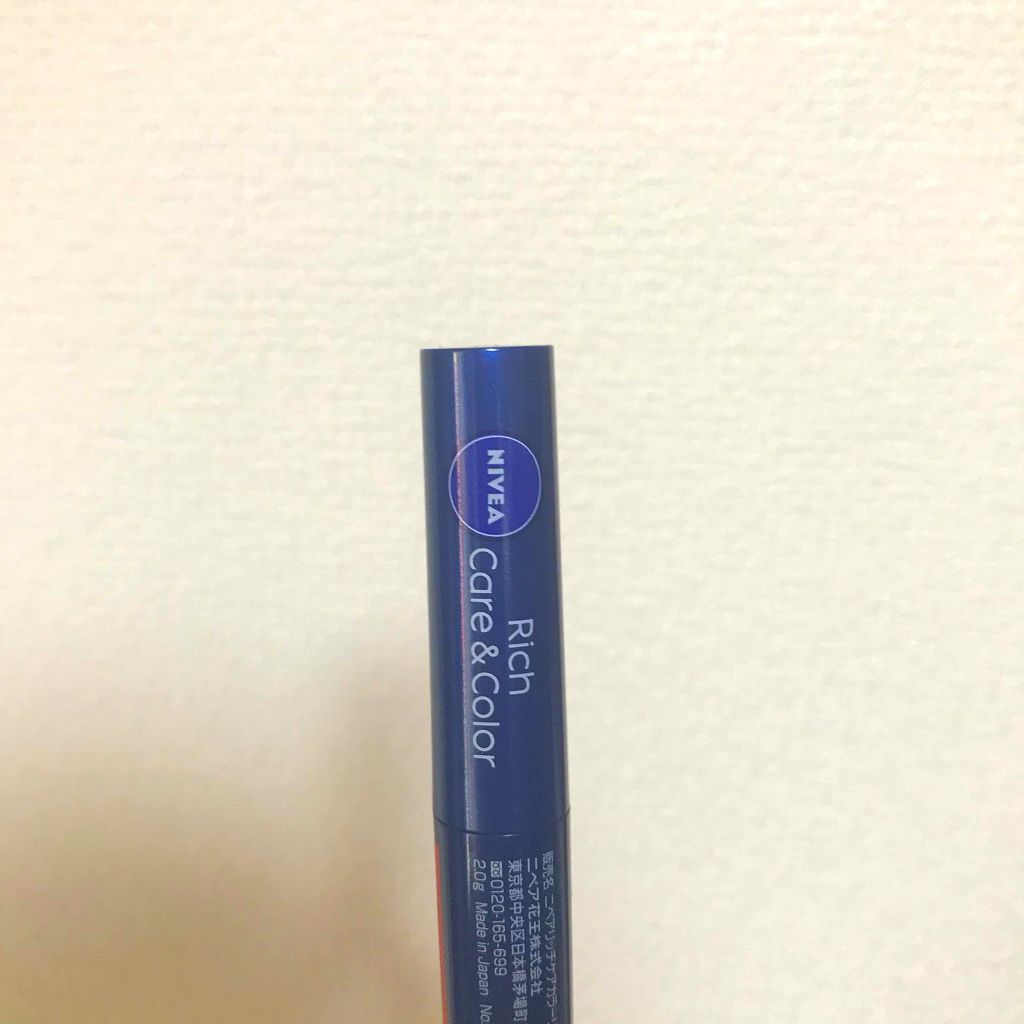 NIVEA
Rich
Care & Color
販売名 ニベアリッチケアカラー
ニベア花王株式会社
東京都中央区日本橋茅場町
0120-165-699
2.0g Made in Japan No.